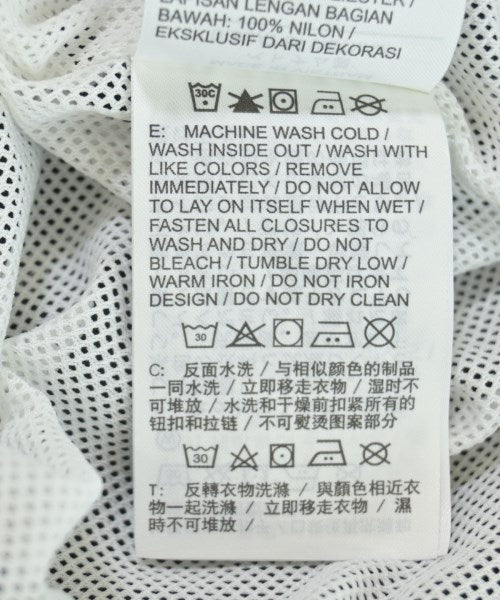 LAPISAN LENGAN BAGIAN
BAWAH: 100% NILON /
EKSKLUSIF DARI DEKORASI
30C
E: MACHINE WASH COLD /
WASH INSIDE OUT / WASH WITH
LIKE COLORS / REMOVE
IMMEDIATELY / DO NOT ALLOW
TO LAY ON ITSELF WHEN WET /
FASTEN ALL CLOSURES TO
WASH AND DRY / DO NOT
BLEACH / TUMBLE DRY LOW /
WARM IRON / DO NOT IRON
DESIGN / DO NOT DRY CLEAN
30
C: 反面水洗 / 与相似颜色的制品
一同水洗 / 立即移走衣物 / 湿时不
可堆放 / 水洗和干燥前扣紧所有的
钮扣和拉链 / 不可熨烫图案部分
30
T: 反轉衣物洗滌 / 與顏色相近衣
物一起洗滌 / 立即移走衣物 / 濕
時不可堆放 /